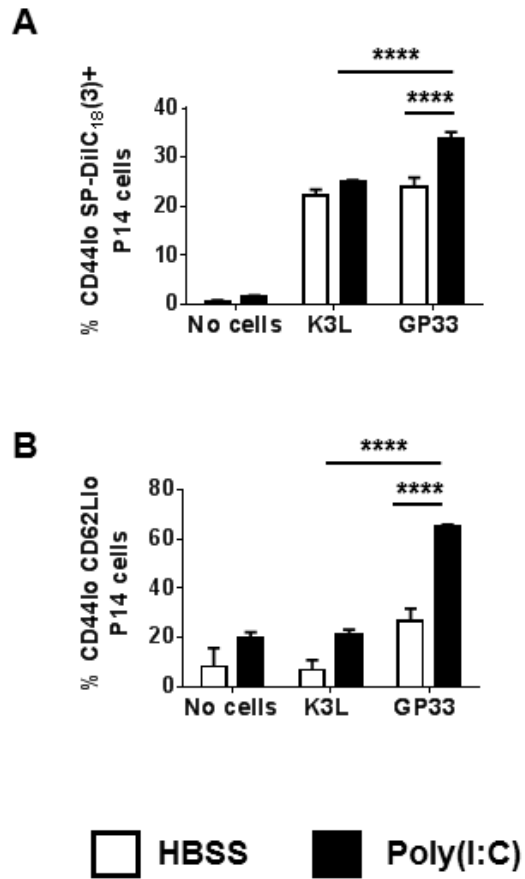 A
% CD44lo SP-DiIC18(3)+
P14 cells
40
30
20
10
0
****
****
No cells K3L GP33
B
% CD44lo CD62Llo
P14 cells
80
60
40
20
0
****
****
No cells K3L GP33
HBSS Poly(I:C)